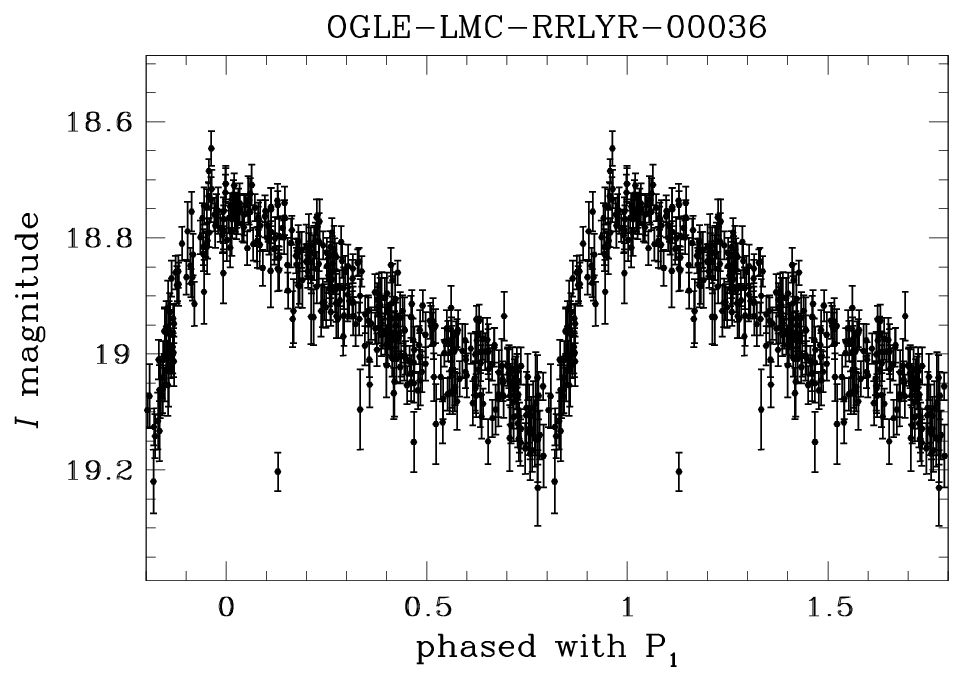 OGLE-LMC-RRLYR-00036
18.6
18.8
19
19.2
I magnitude
0 0.5 1 1.5
phased with P₁